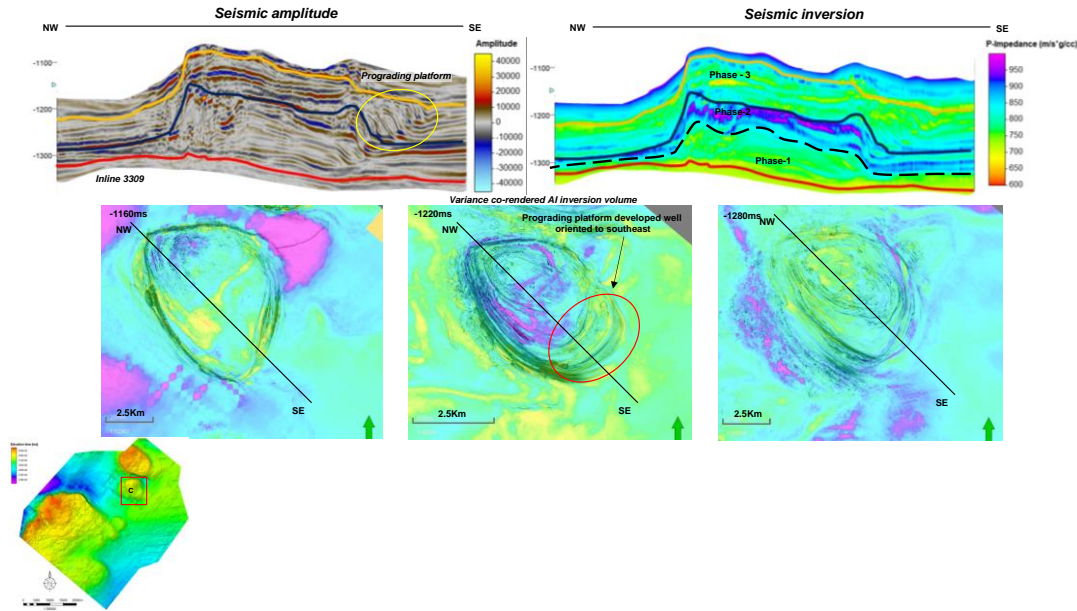 Seismic amplitude
Seismic inversion
NW
SE
NW
SE
Amplitude
40000
30000
20000
10000
0
-10000
-20000
-30000
-40000
P-Impedance (m/s*g/cc)
950
900
850
800
750
700
650
600
-1100
-1200
-1300
Prograding platform
Inline 3309
-1100
-1200
-1300
Phase - 3
Phase-2
Phase-1
Variance co-rendered AI inversion volume
-1160ms
NW
SE
2.5Km
-1220ms
NW
Prograding platform developed well
oriented to southeast
SE
2.5Km
-1280ms
NW
SE
2.5Km
C